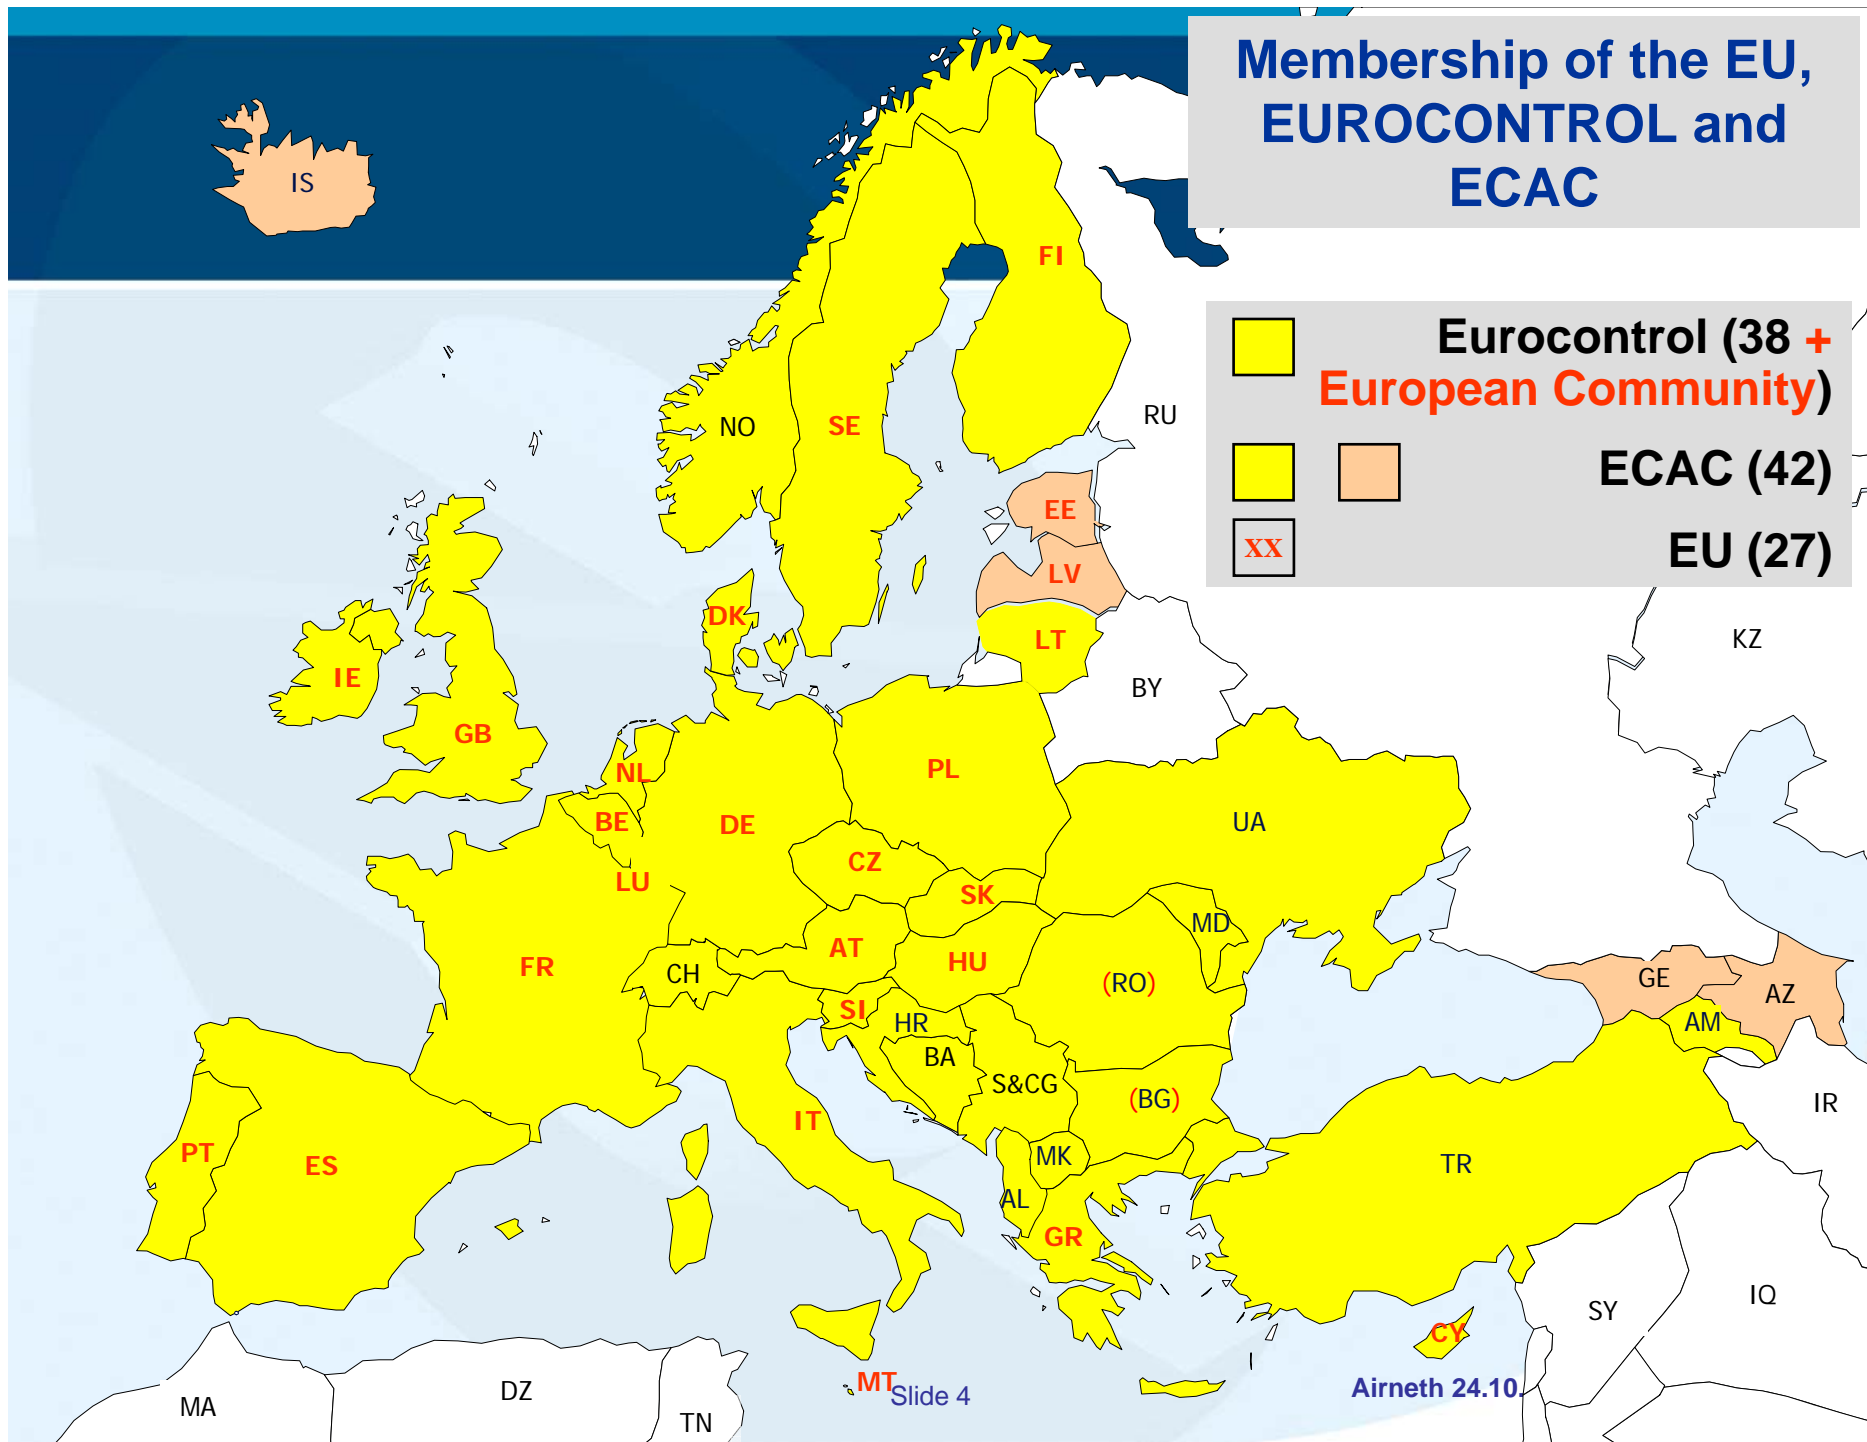 Membership of the EU,
EUROCONTROL and
ECAC
Eurocontrol (38 +
European Community)
ECAC (42)
XX
EU (27)
IS
FI
NO
SE
RU
EE
LV
DK
LT
KZ
IE
BY
GB
NL
PL
BE
DE
UA
CZ
LU
SK
MD
AT
FR
CH
HU
(RO)
GE
AZ
SI
HR
AM
BA
S&CG
(BG)
IR
IT
PT
ES
MK
TR
AL
GR
IQ
SY
CY
MT
Slide 4
Airneth 24.10.
DZ
MA
TN